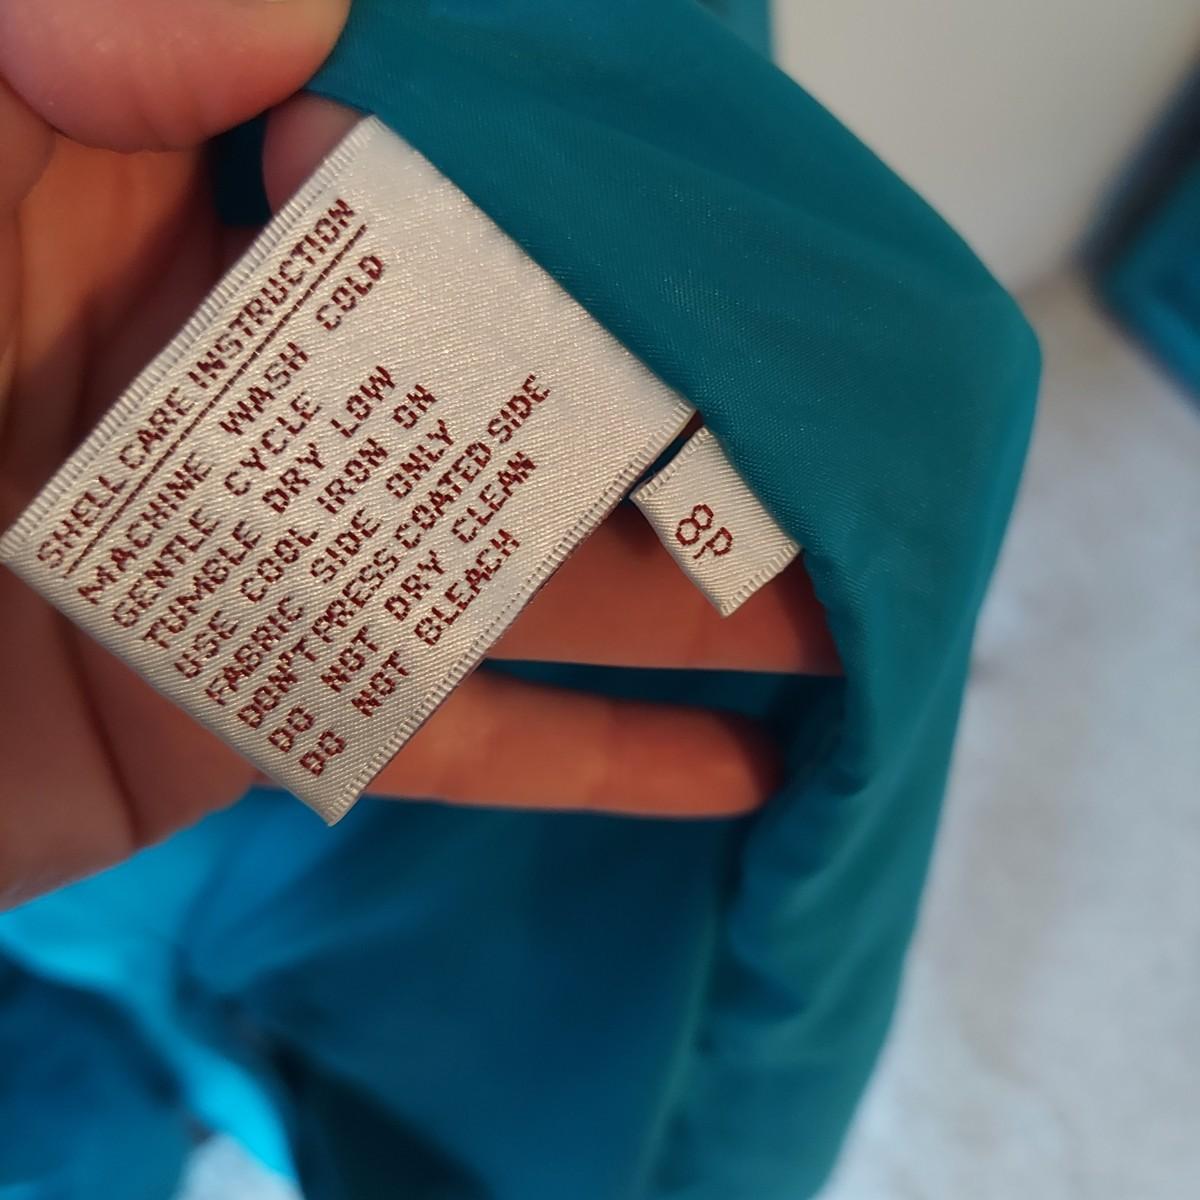 SHELL CARE INSTRUCTION
MACHINE WASH COLD
GENTLE CYCLE
TUMBLE DRY LOW
USE COOL IRON ON
FABRIC SIDE ONLY
DON'T PRESS COATED SIDE
DO NOT DRY CLEAN
DO NOT BLEACH
8P